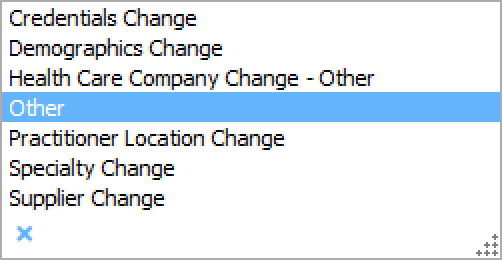 Credentials Change
Demographics Change
Health Care Company Change - Other
Other
Practitioner Location Change
Specialty Change
Supplier Change